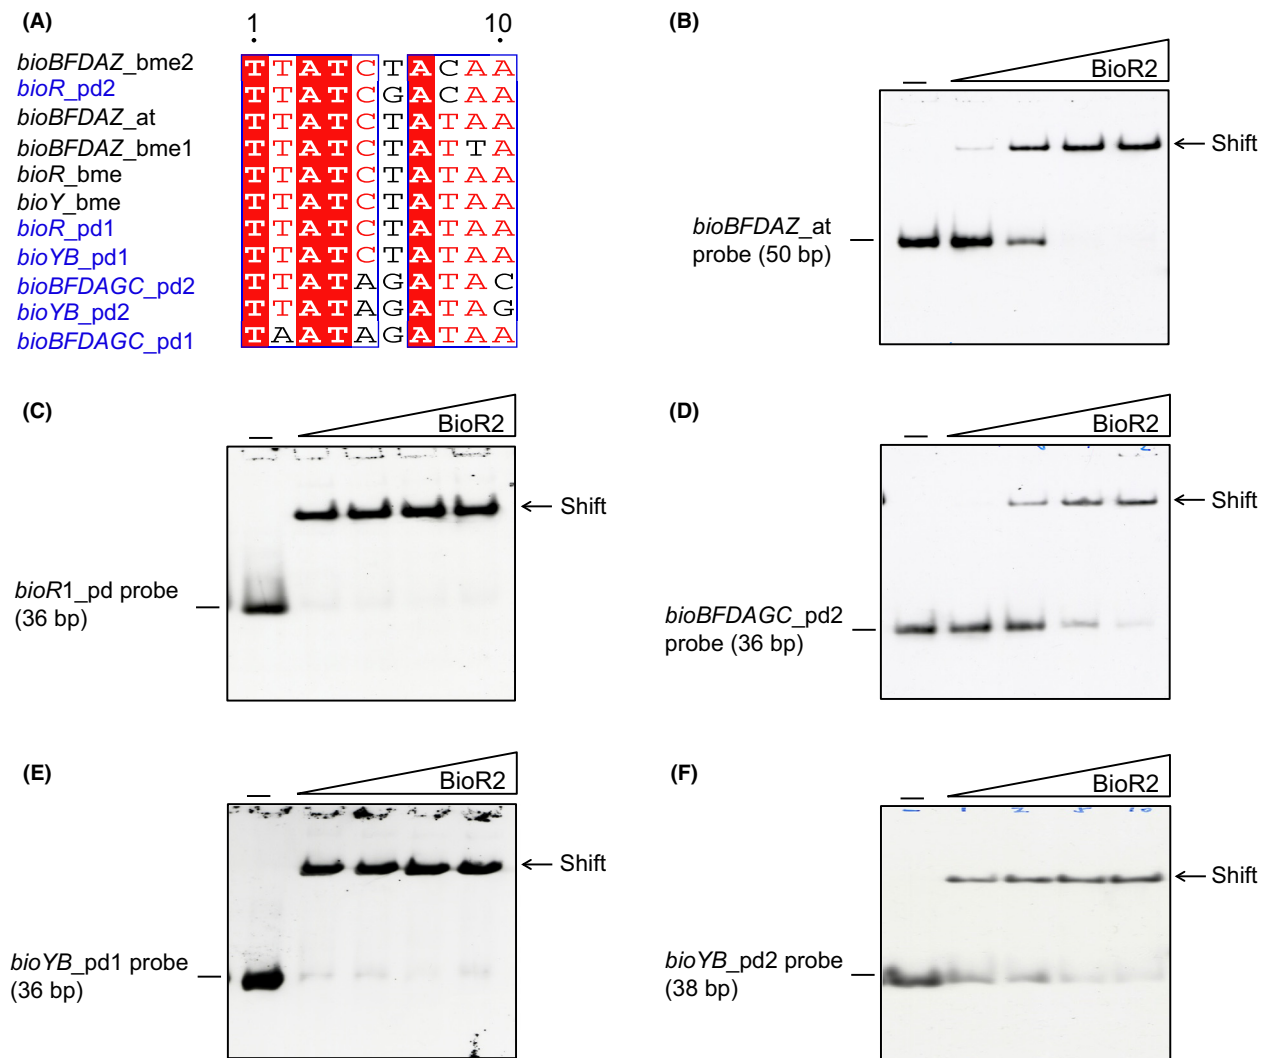 (A)
1 10
bioBFDAZ_bme2 TTATCTACAA
bioR_pd2 TTATCGACAA
bioBFDAZ_at TTATCTATAA
bioBFDAZ_bme1 TTATCTATTA
bioR_bme TTATCTATAA
bioY_bme TTATCTATAA
bioR_pd1 TTATCTATAA
bioYB_pd1 TTATCTATAA
bioBFDAGC_pd2 TTATAGATAC
bioYB_pd2 TTATAGATAG
bioBFDAGC_pd1 TAATAGATAA
(B)
– BioR2
Shift
bioBFDAZ_at
probe (50 bp)
(C)
– BioR2
Shift
bioR1_pd probe
(36 bp)
(D)
– BioR2
Shift
bioBFDAGC_pd2
probe (36 bp)
(E)
– BioR2
Shift
bioYB_pd1 probe
(36 bp)
(F)
– BioR2
Shift
bioYB_pd2 probe
(38 bp)